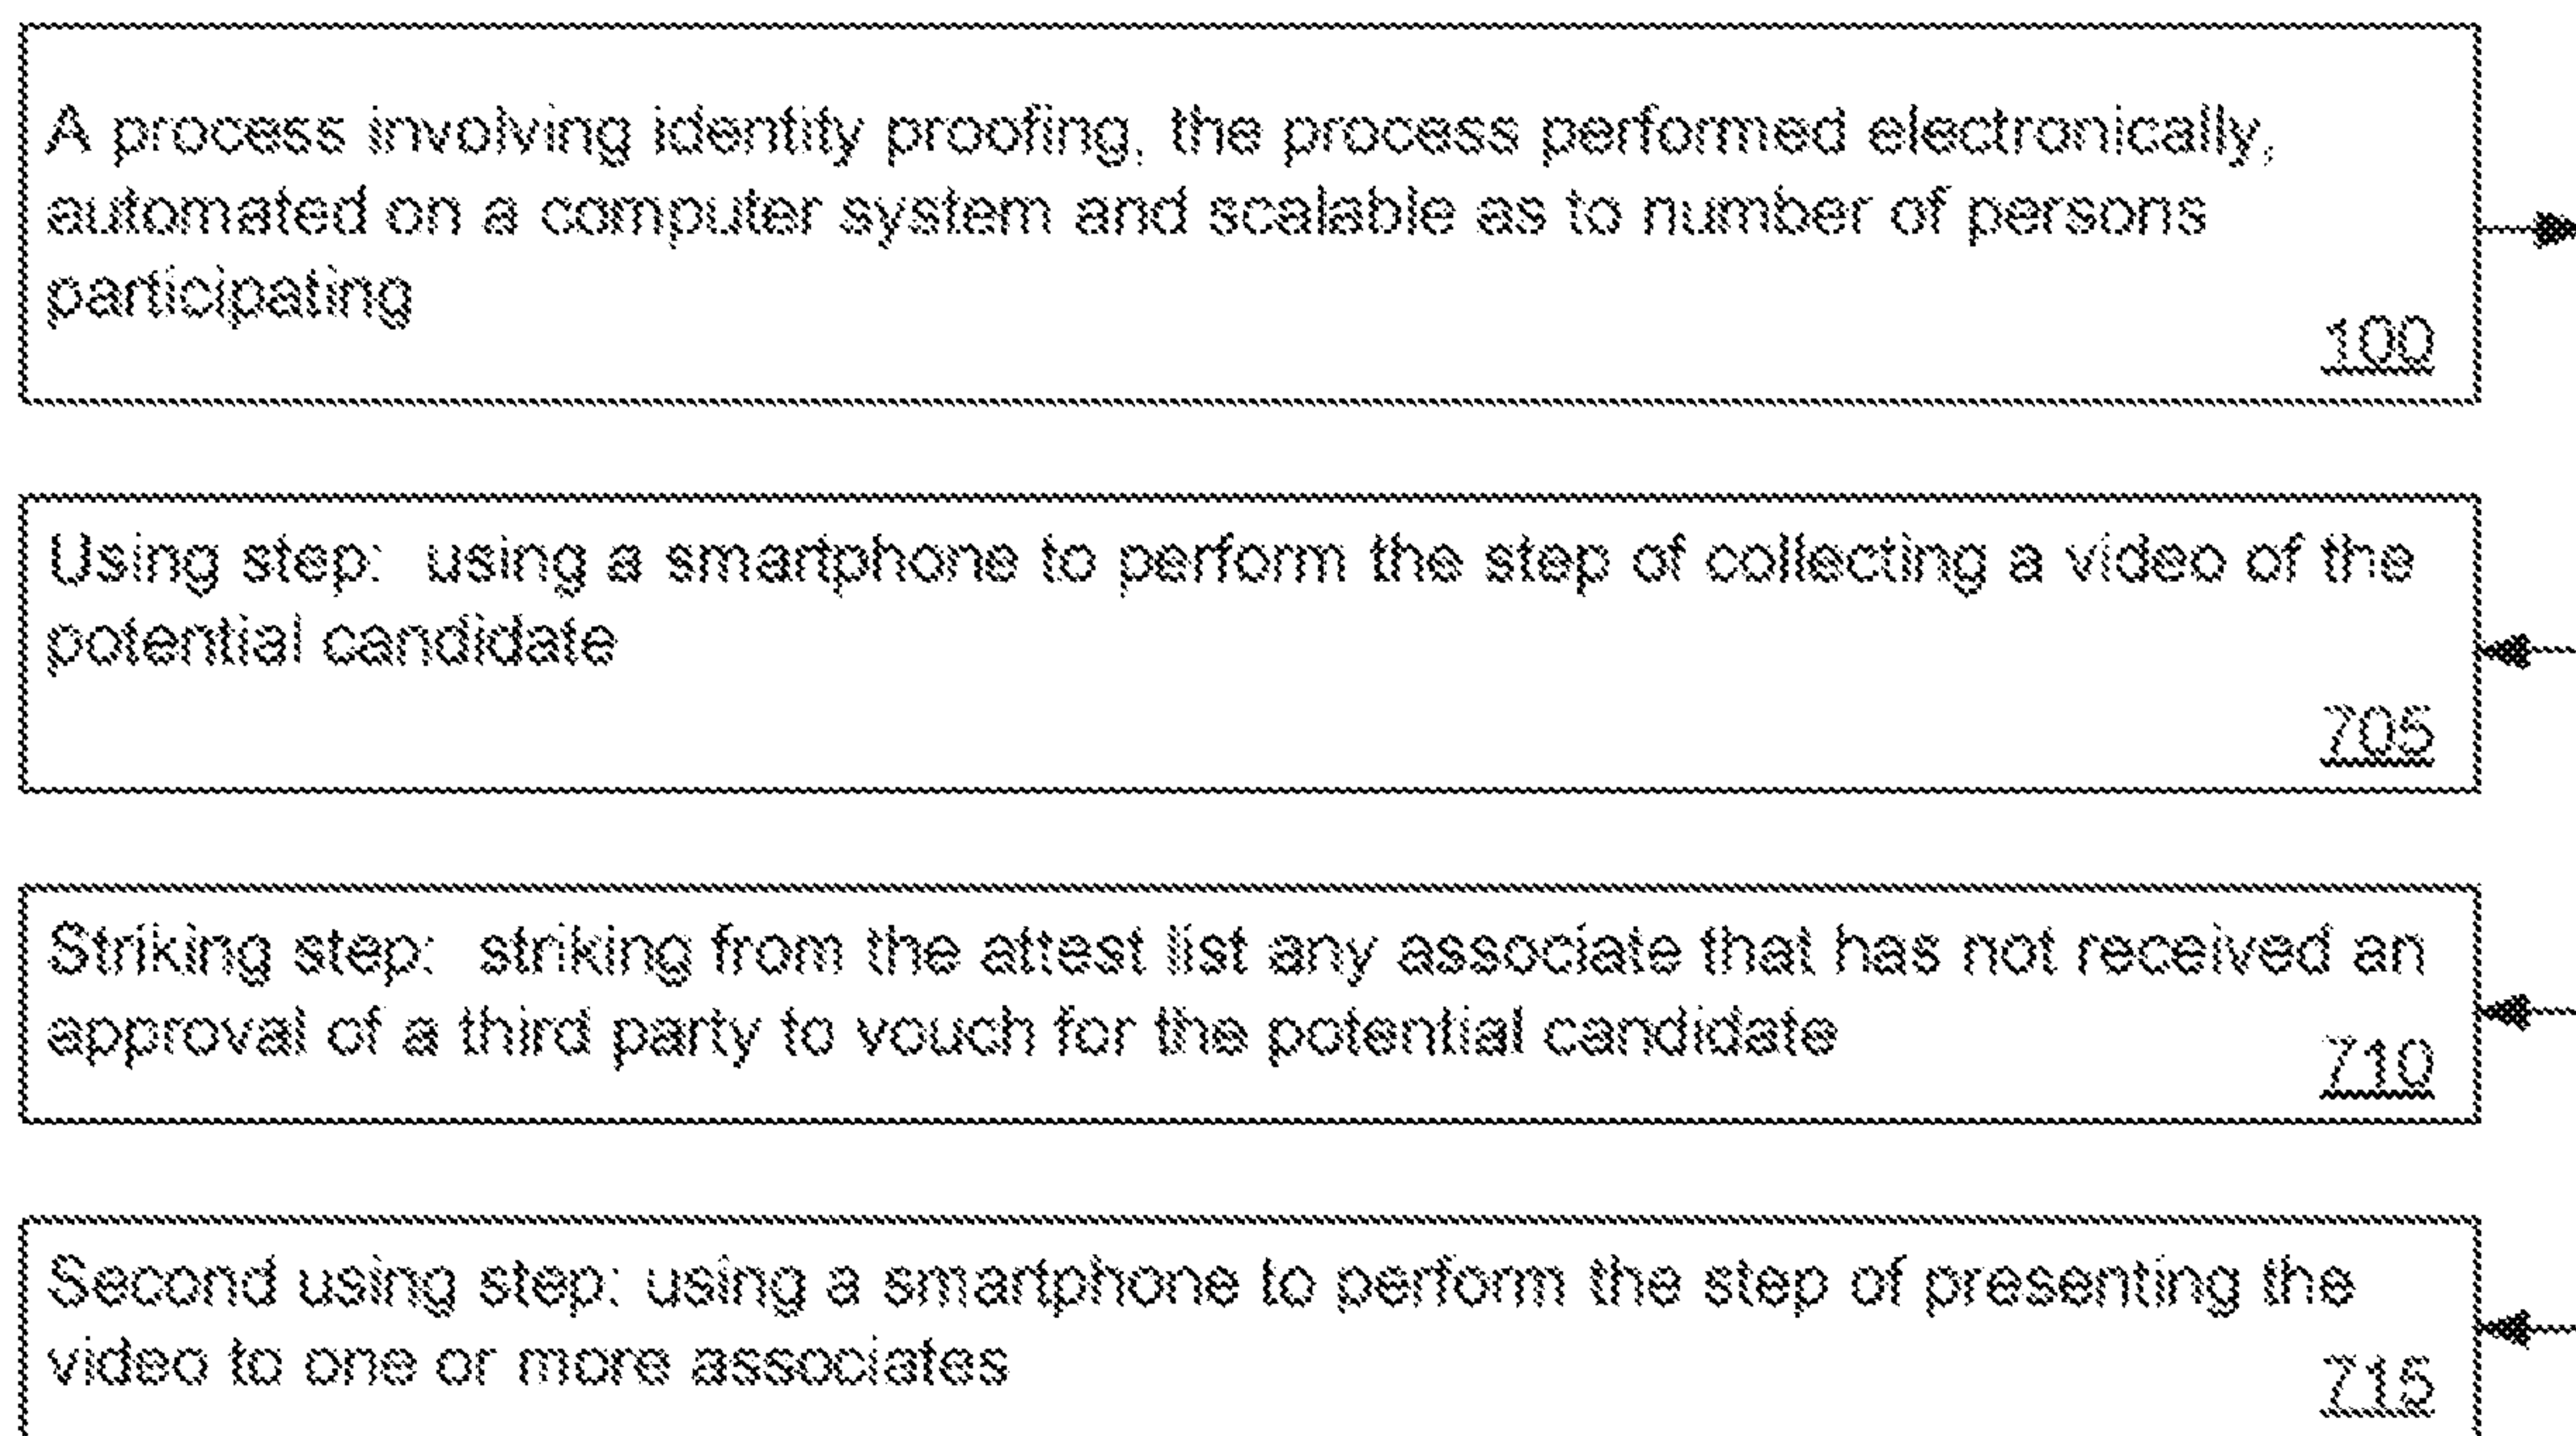 A process involving identity proofing, the process performed electronically,
automated on a computer system and scalable as to number of persons
participating
100
Using step:  using a smartphone to perform the step of collecting a video of the
potential candidate
705
Striking step:  striking from the attest list any associate that has not received an
approval of a third party to vouch for the potential candidate
710
Second using step: using a smartphone to perform the step of presenting the
video to one or more associates
715